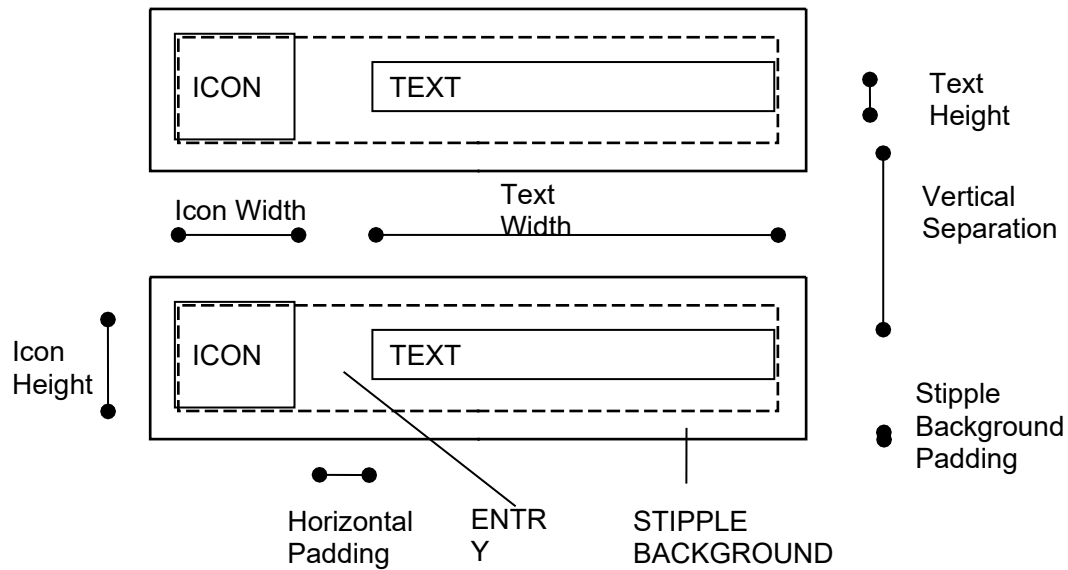 ICON
TEXT
Text
Height
Icon Width
Text
Width
Vertical
Separation
ICON
TEXT
Icon
Height
Stipple
Background
Padding
Horizontal
Padding
ENTR
Y
STIPPLE
BACKGROUND